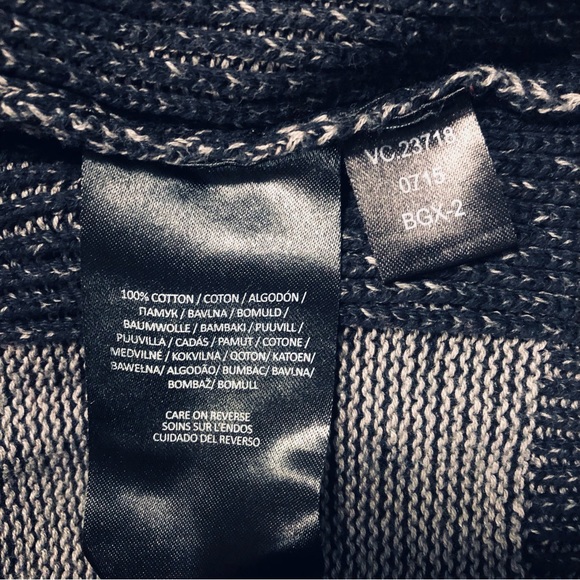 VC.23718
0715
BGX-2
100% COTTON / COTON / ALGODÓN /
ПАМУК / BAVLNA / BOMULD /
BAUMWOLLE / BAMBAKI / PUUVILL /
PUUVILLA / CADÁS / PAMUT / COTONE /
MEDVILNÉ / KOKVILNA / QOTON/ KATOEN/
BAWEŁNA/ ALGODÃO/ BUMBAC/ BAVLNA/
BOMBAŽ/ BOMULL
CARE ON REVERSE
SOINS SUR L'ENDOS
CUIDADO DEL REVERSO